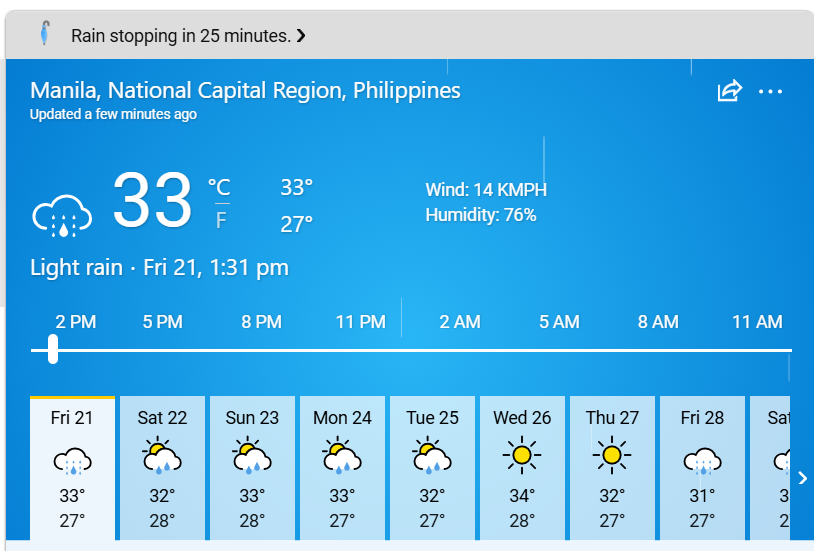 Rain stopping in 25 minutes.
Manila, National Capital Region, Philippines
Updated a few minutes ago
33 °C 33°
F 27°
Wind: 14 KMPH
Humidity: 76%
Light rain · Fri 21, 1:31 pm
2 PM 5 PM 8 PM 11 PM 2 AM 5 AM 8 AM 11 AM
Fri 21 Sat 22 Sun 23 Mon 24 Tue 25 Wed 26 Thu 27 Fri 28 Sat
33° 32° 33° 33° 32° 34° 32° 31° 3
27° 28° 28° 27° 27° 28° 27° 27° 2